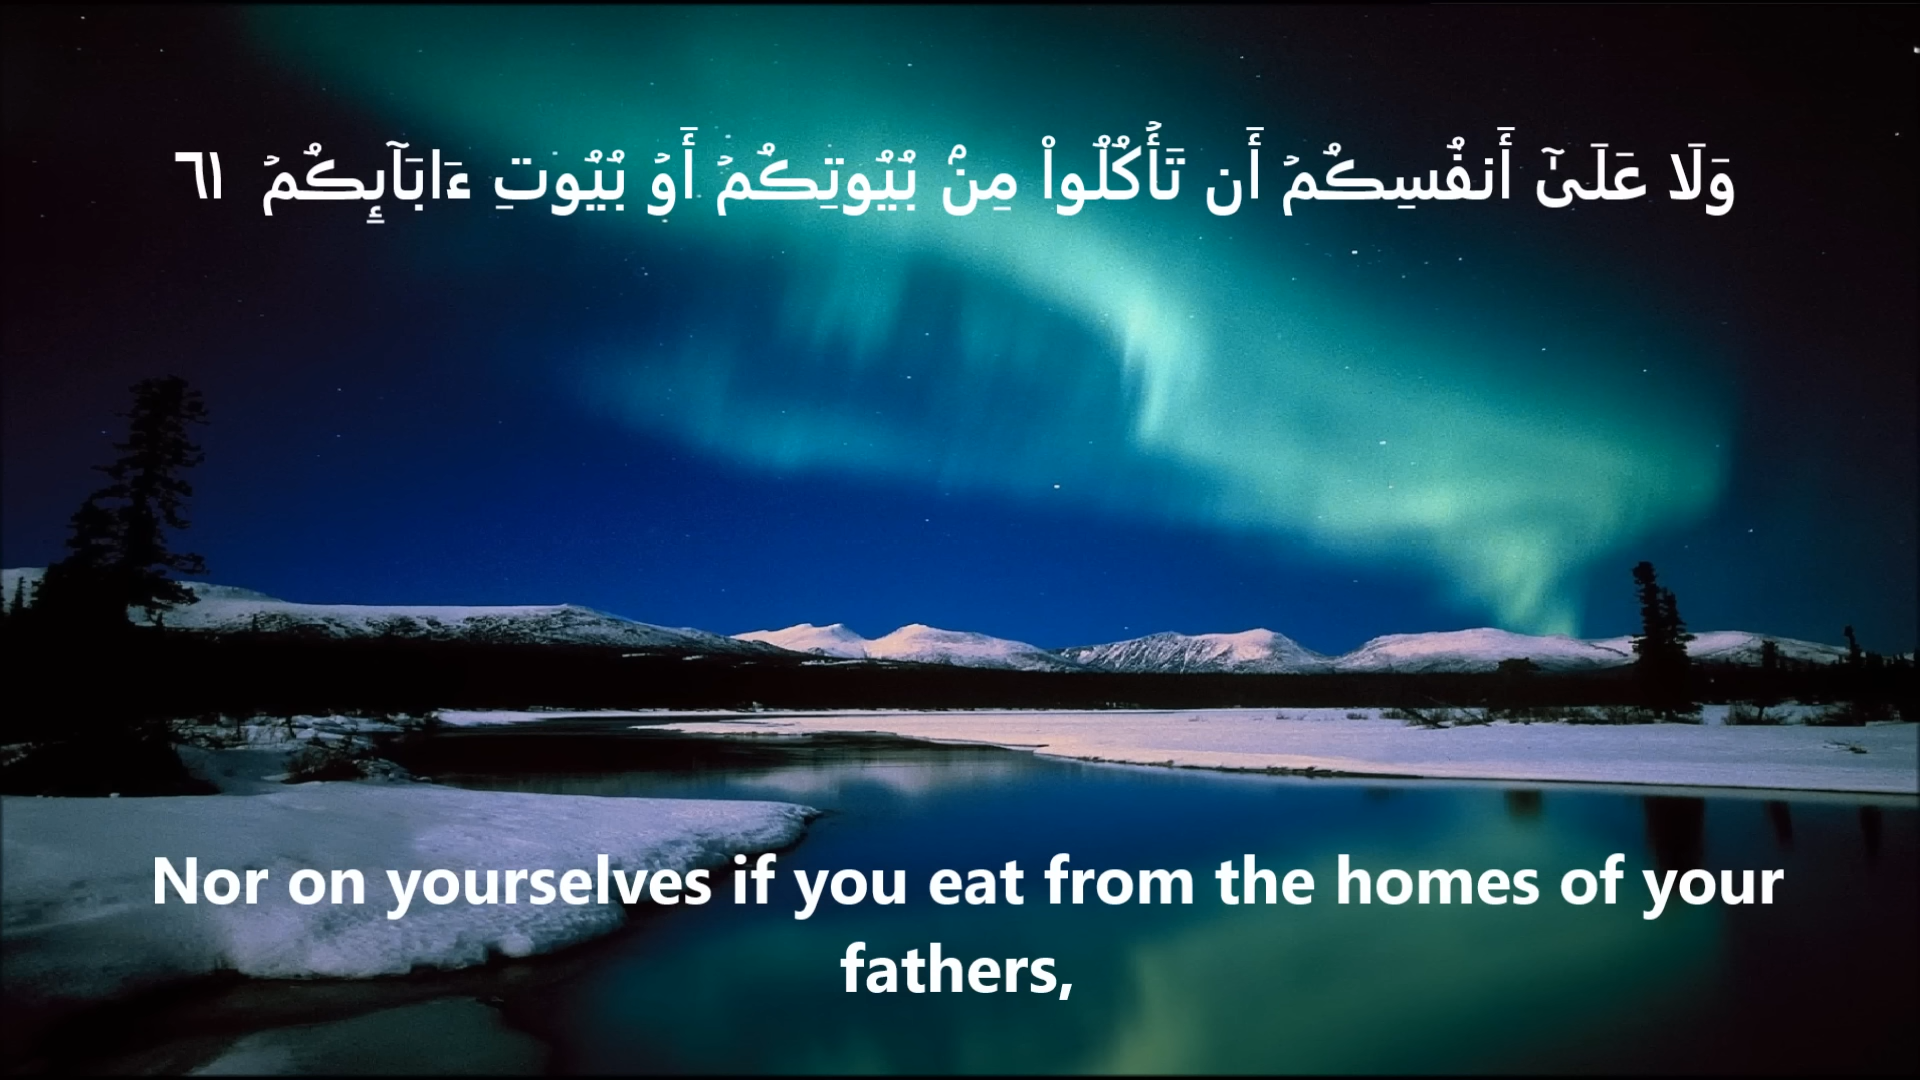 وَلَا عَلَىٰٓ أَنفُسِكُمۡ أَن تَأۡكُلُواْ مِنۢ بُيُوتِكُمۡ أَوۡ بُيُوتِ ءَابَآئِكُمۡ ٦١
Nor on yourselves if you eat from the homes of your
fathers,